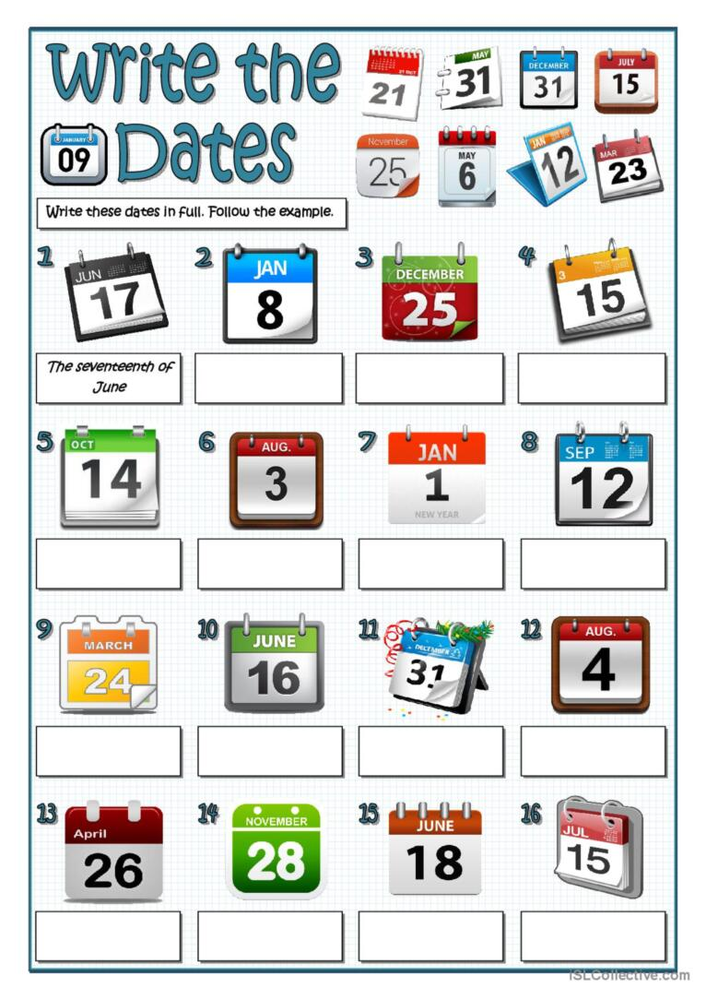 Write the
Dates
JANUARY
09
31 OCT
21
MAY
31
DECEMBER
31
JULY
15
November
25
MAY
6
JAN
12
MAR
23
Write these dates in full. Follow the example.
1
JUN
17
2
JAN
8
3
DECEMBER
25
4
3
15
The seventeenth of
June
5
OCT
14
6
AUG.
3
7
JAN
1
NEW YEAR
8
SEP
12
9
MARCH
24
10
JUNE
16
11
DECEMBER
31
12
AUG.
4
13
April
26
14
NOVEMBER
28
15
JUNE
18
16
JUL
15
iSLCollective.com